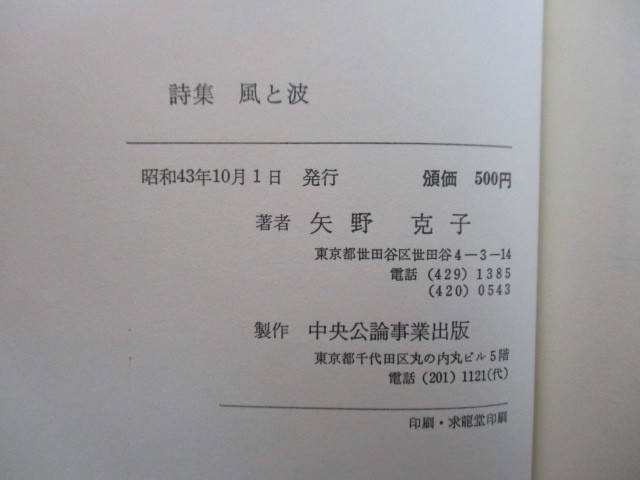 詩集 風と波
昭和43年10月1日 発行 頒価 500円
著者 矢野 克子
東京都世田谷区世田谷4－3－14
電話 (429) 1385
(420) 0543
製作 中央公論事業出版
東京都千代田区丸の内丸ビル5階
電話 (201) 1121(代)
印刷・求龍堂印刷